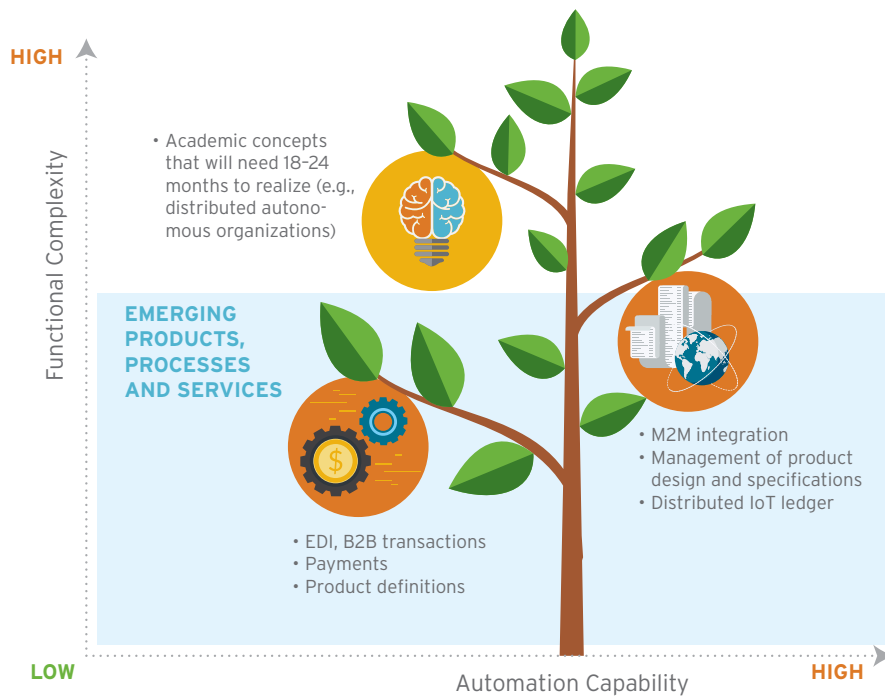 HIGH
Functional Complexity
• Academic concepts
that will need 18–24
months to realize (e.g.,
distributed autono-
mous organizations)
EMERGING
PRODUCTS,
PROCESSES
AND SERVICES
$
• M2M integration
• Management of product
design and specifications
• Distributed IoT ledger
• EDI, B2B transactions
• Payments
• Product definitions
LOW
Automation Capability
HIGH